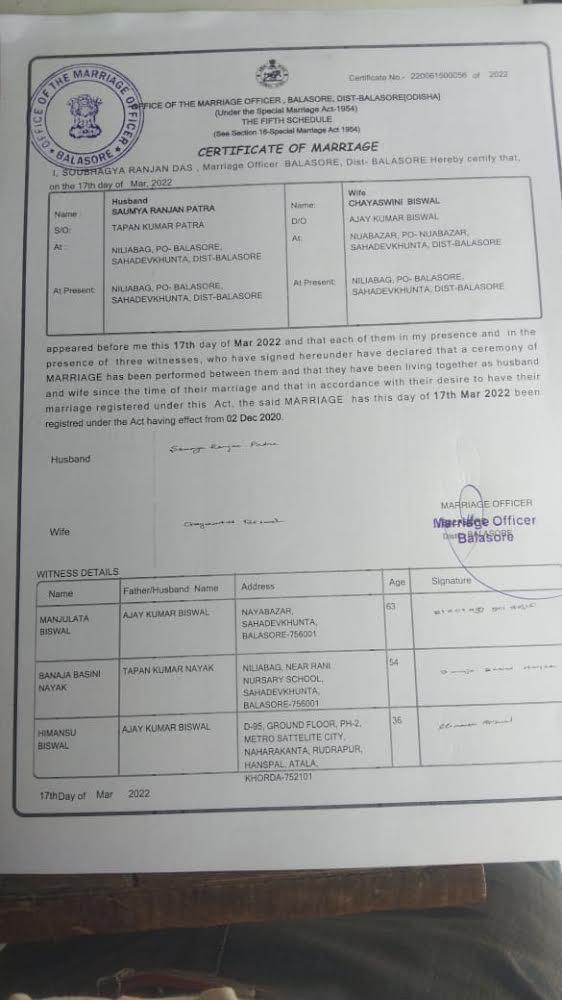 OFFICE OF THE MARRIAGE OFFICER
* BALASORE *
Certificate No.- 220061500056 of 2022
OFFICE OF THE MARRIAGE OFFICER , BALASORE, DIST-BALASORE[ODISHA]
(Under the Special Marriage Act-1954)
THE FIFTH SCHEDULE
(See Section 16-Special Marriage Act 1954)
CERTIFICATE OF MARRIAGE
I, SOUBHAGYA RANJAN DAS , Marriage Officer BALASORE, Dist- BALASORE Hereby certify that,
on the 17th day of Mar, 2022
Husband
Name : SAUMYA RANJAN PATRA
S/O: TAPAN KUMAR PATRA
At : NILIABAG, PO- BALASORE,
SAHADEVKHUNTA, DIST-BALASORE
At Present: NILIABAG, PO- BALASORE,
SAHADEVKHUNTA, DIST-BALASORE
Wife
Name: CHAYASWINI BISWAL
D/O AJAY KUMAR BISWAL
At: NUABAZAR, PO- NUABAZAR,
SAHADEVKHUNTA, DIST-BALASORE
At Present: NILIABAG, PO- BALASORE,
SAHADEVKHUNTA, DIST-BALASORE
appeared before me this 17th day of Mar 2022 and that each of them in my presence and in the
presence of three witnesses, who have signed hereunder have declared that a ceremony of
MARRIAGE has been performed between them and that they have been living together as husband
and wife since the time of their marriage and that in accordance with their desire to have their
marriage registered under this Act, the said MARRIAGE has this day of 17th Mar 2022 been
registered under the Act having effect from 02 Dec 2020.
Husband
Wife
MARRIAGE OFFICER
Marriage Officer
Balasore
WITNESS DETAILS
Name Father/Husband Name Address Age Signature
MANJULATA AJAY KUMAR BISWAL NAYABAZAR, 63
BISWAL SAHADEVKHUNTA,
BALASORE-756001
BANAJA BASINI TAPAN KUMAR NAYAK NILIABAG, NEAR RANI 54
NAYAK NURSARY SCHOOL,
SAHADEVKHUNTA,
BALASORE-756001
HIMANSU AJAY KUMAR BISWAL D-95, GROUND FLOOR, PH-2, 36
BISWAL METRO SATTELITE CITY,
NAHARAKANTA, RUDRAPUR,
HANSPAL, ATALA,
KHORDA-752101
17thDay of Mar 2022